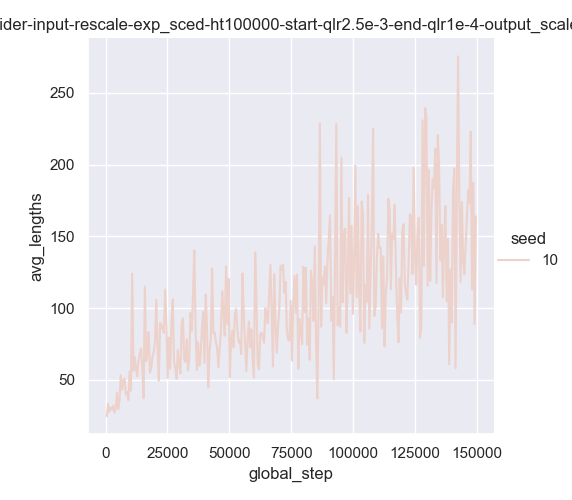 ider-input-rescale-exp_sced-ht100000-start-qlr2.5e-3-end-qlr1e-4-output_scale
250
200
150
100
50
avg_lengths
0 25000 50000 75000 100000 125000 150000
global_step
seed
10